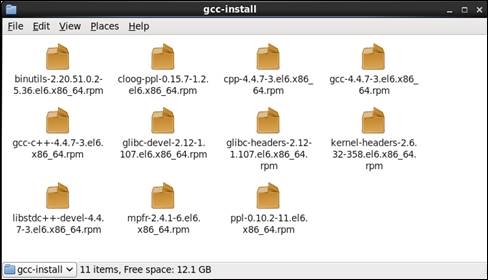 gcc-install
File Edit View Places Help
binutils-2.20.51.0.2-
5.36.el6.x86_64.rpm
cloog-ppl-0.15.7-1.2.
el6.x86_64.rpm
cpp-4.4.7-3.el6.x86_
64.rpm
gcc-4.4.7-3.el6.x86_
64.rpm
gcc-c++-4.4.7-3.el6.
x86_64.rpm
glibc-devel-2.12-1.
107.el6.x86_64.rpm
glibc-headers-2.12-
1.107.el6.x86_64.
rpm
kernel-headers-2.6.
32-358.el6.x86_64.
rpm
libstdc++-devel-4.4.
7-3.el6.x86_64.rpm
mpfr-2.4.1-6.el6.
x86_64.rpm
ppl-0.10.2-11.el6.
x86_64.rpm
gcc-install 11 items, Free space: 12.1 GB